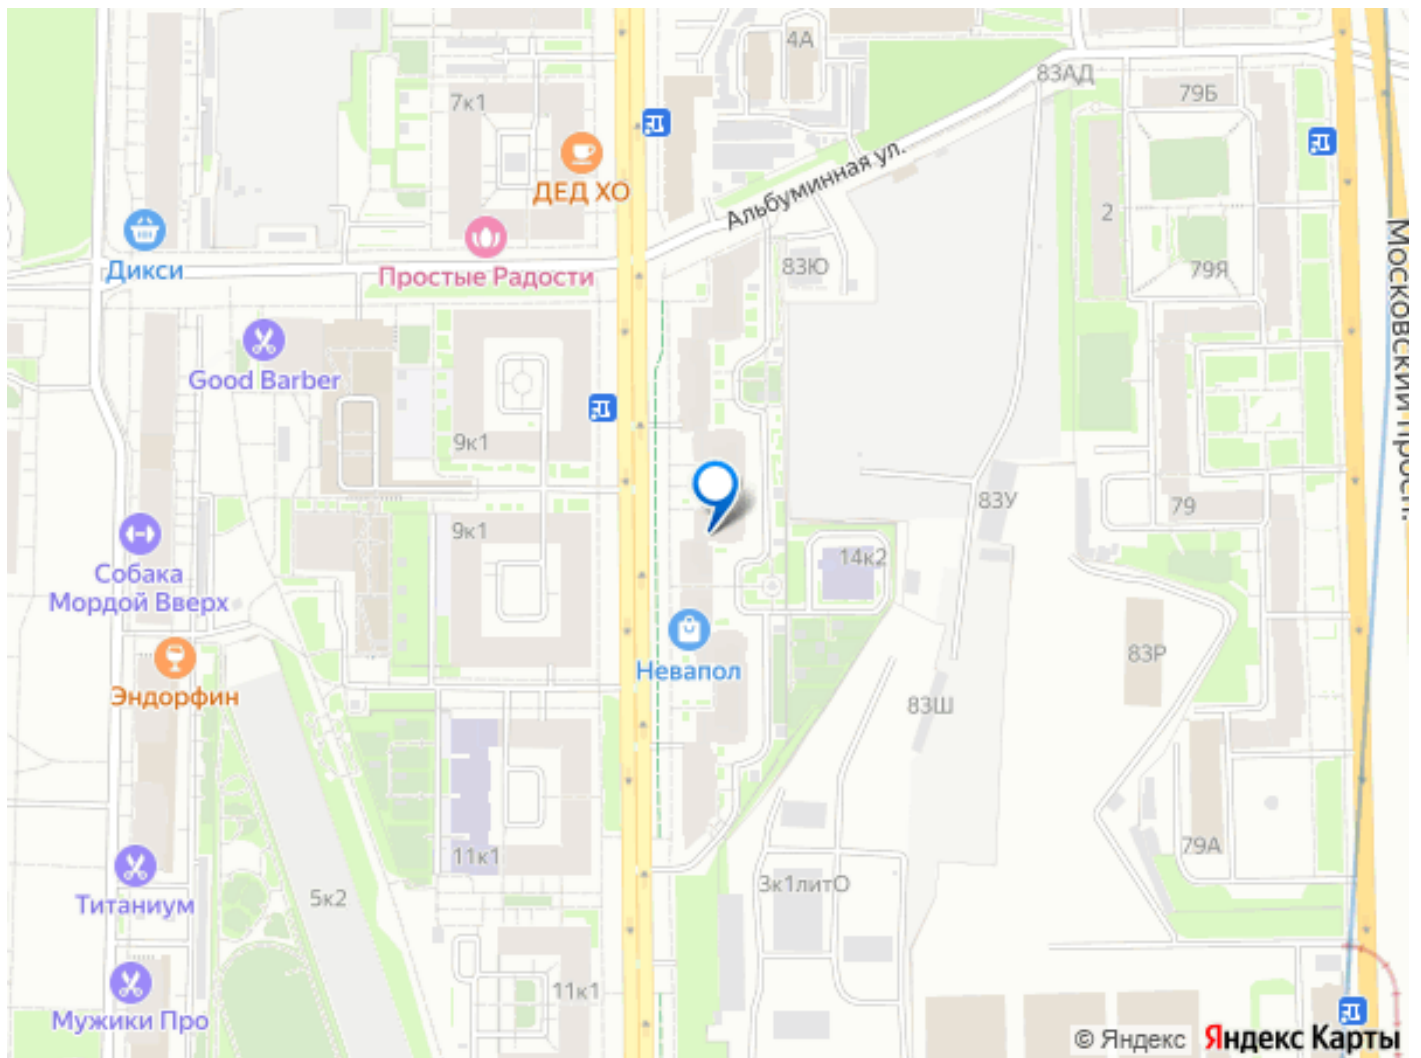 4А
83АД
79Б
7к1
ДЕД ХО
Альбуминная ул.
2
Дикси
Простые Радости
83Ю
79Я
Московский просп.
Good Barber
9к1
83У
79
9к1
14к2
Собака
Мордой Вверх
Невапол
83Р
Эндорфин
83Ш
11к1
79А
5к2
3к1литО
Титаниум
11к1
Мужики Про
© Яндекс Яндекс Карты